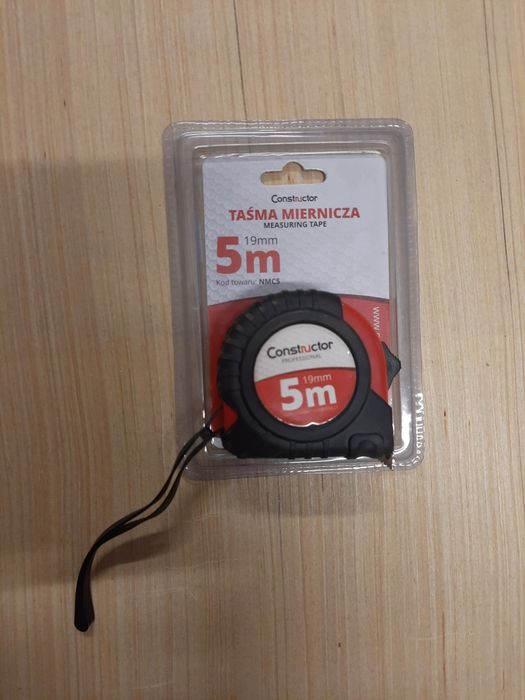 Constructor
TAŚMA MIERNICZA
MEASURING TAPE
19mm
5m
Kod towaru: NMC5
Constructor
PROFESSIONAL
19mm
5m